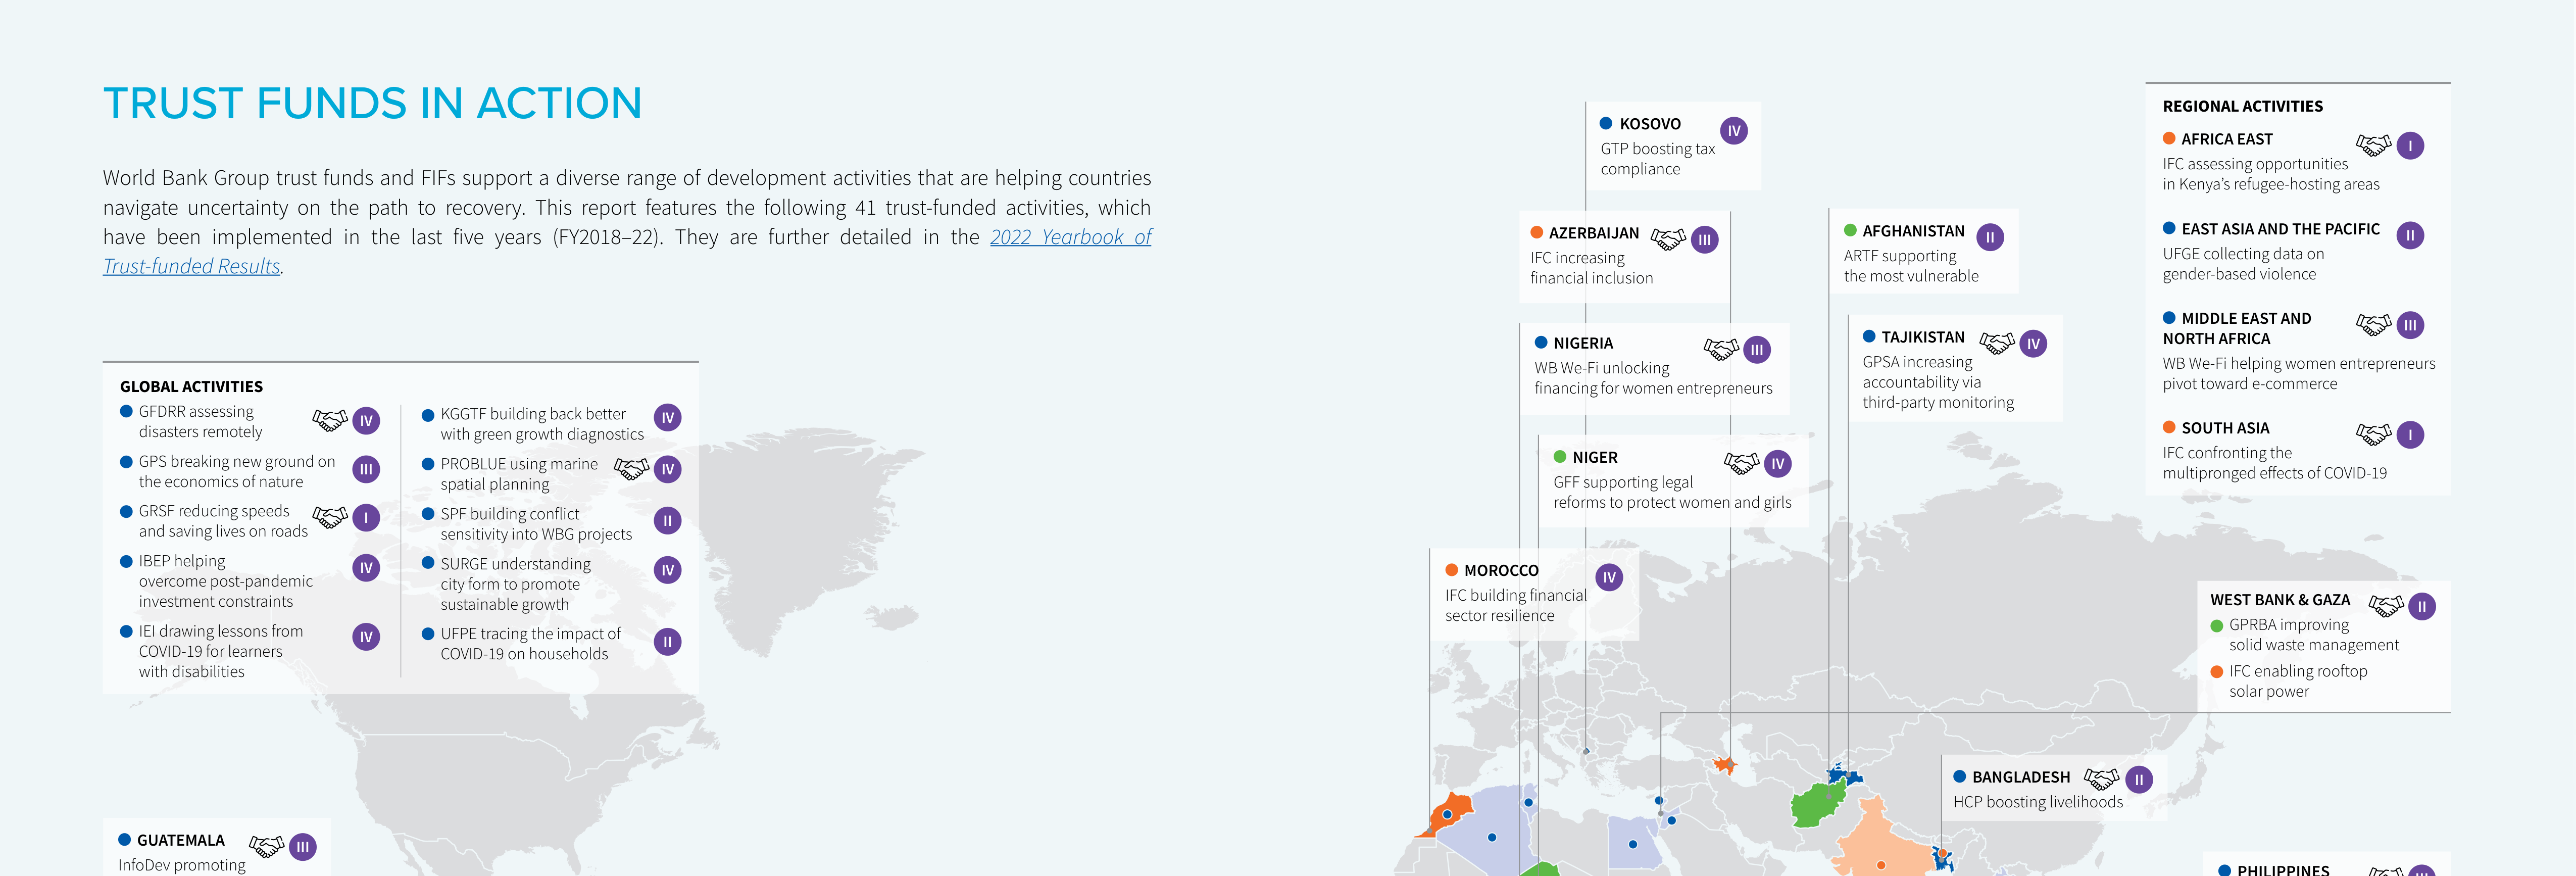 TRUST FUNDS IN ACTION
World Bank Group trust funds and FIFs support a diverse range of development activities that are helping countries
navigate uncertainty on the path to recovery. This report features the following 41 trust-funded activities, which
have been implemented in the last five years (FY2018–22). They are further detailed in the 2022 Yearbook of
Trust-funded Results.
GLOBAL ACTIVITIES
GFDRR assessing
disasters remotely
IV
GPS breaking new ground on
the economics of nature
III
GRSF reducing speeds
and saving lives on roads
I
IBEP helping
overcome post-pandemic
investment constraints
IV
IEI drawing lessons from
COVID-19 for learners
with disabilities
IV
KGGTF building back better
with green growth diagnostics
IV
PROBLUE using marine
spatial planning
IV
SPF building conflict
sensitivity into WBG projects
II
SURGE understanding
city form to promote
sustainable growth
IV
UFPE tracing the impact of
COVID-19 on households
II
GUATEMALA III
InfoDev promoting
KOSOVO IV
GTP boosting tax
compliance
AZERBAIJAN III
IFC increasing
financial inclusion
NIGERIA III
WB We-Fi unlocking
financing for women entrepreneurs
NIGER IV
GFF supporting legal
reforms to protect women and girls
MOROCCO IV
IFC building financial
sector resilience
AFGHANISTAN II
ARTF supporting
the most vulnerable
TAJIKISTAN IV
GPSA increasing
accountability via
third-party monitoring
REGIONAL ACTIVITIES
AFRICA EAST I
IFC assessing opportunities
in Kenya's refugee-hosting areas
EAST ASIA AND THE PACIFIC II
UFGE collecting data on
gender-based violence
MIDDLE EAST AND
NORTH AFRICA III
WB We-Fi helping women entrepreneurs
pivot toward e-commerce
SOUTH ASIA I
IFC confronting the
multipronged effects of COVID-19
WEST BANK & GAZA II
GPRBA improving
solid waste management
IFC enabling rooftop
solar power
BANGLADESH II
HCP boosting livelihoods
PHILIPPINES III